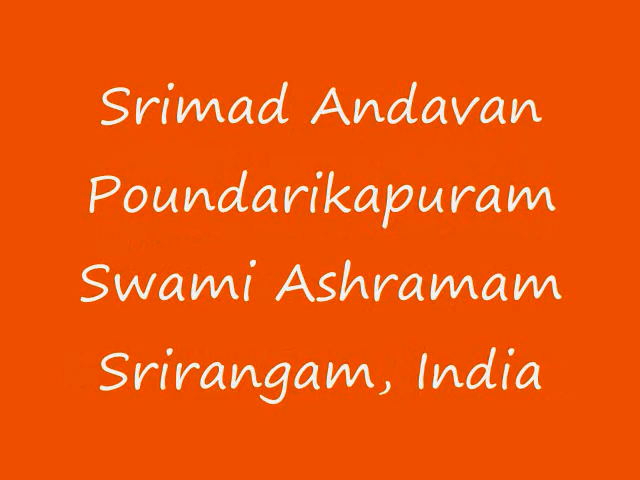 Srimad Andavan
Poundarikapuram
Swami Ashramam
Srirangam, India